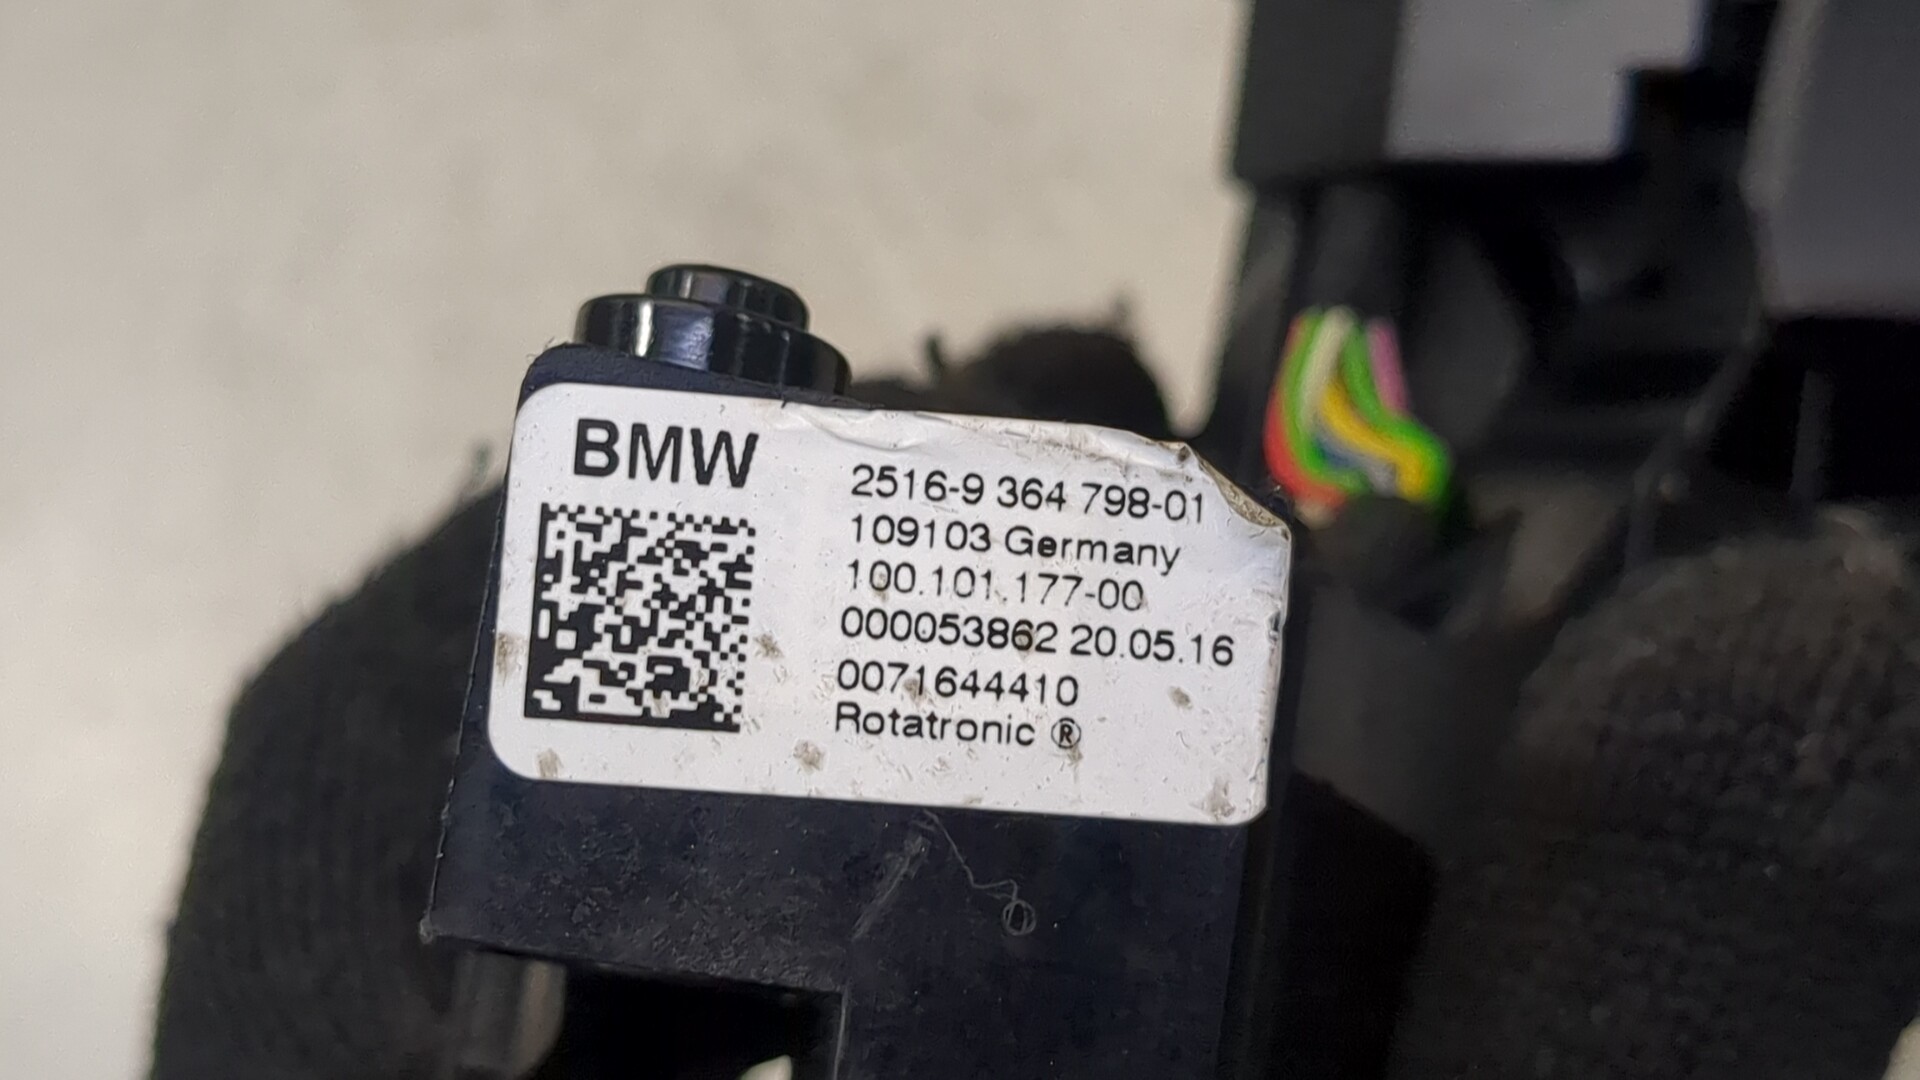 BMW
2516-9 364 798-01
109103 Germany
100.101.177-00
000053862 20.05.16
0071644410
Rotatronic ®